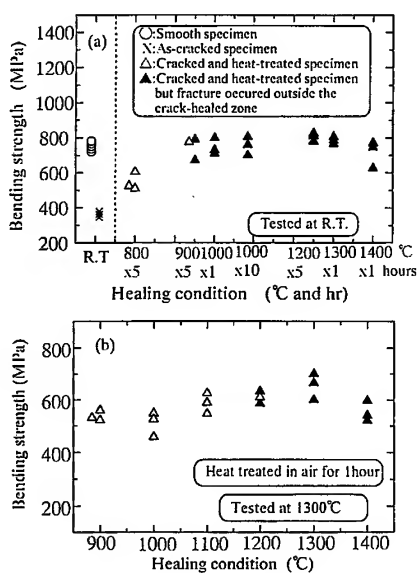 (a)
○:Smooth specimen
X:As-cracked specimen
△:Cracked and heat-treated specimen
▲:Cracked and heat-treated specimen
but fracture occured outside the
crack-healed zone
Bending strength (MPa)
1400
1200
1000
800
600
400
200
Tested at R.T.
R.T 800 900 1000 1000 1200 1300 1400 °C
x5 x5 x1 x10 x5 x1 x1 hours
Healing condition (°C and hr)
(b)
Bending strength (MPa)
800
600
400
200
Heat treated in air for 1hour
Tested at 1300°C
900 1000 1100 1200 1300 1400
Healing condition (°C)